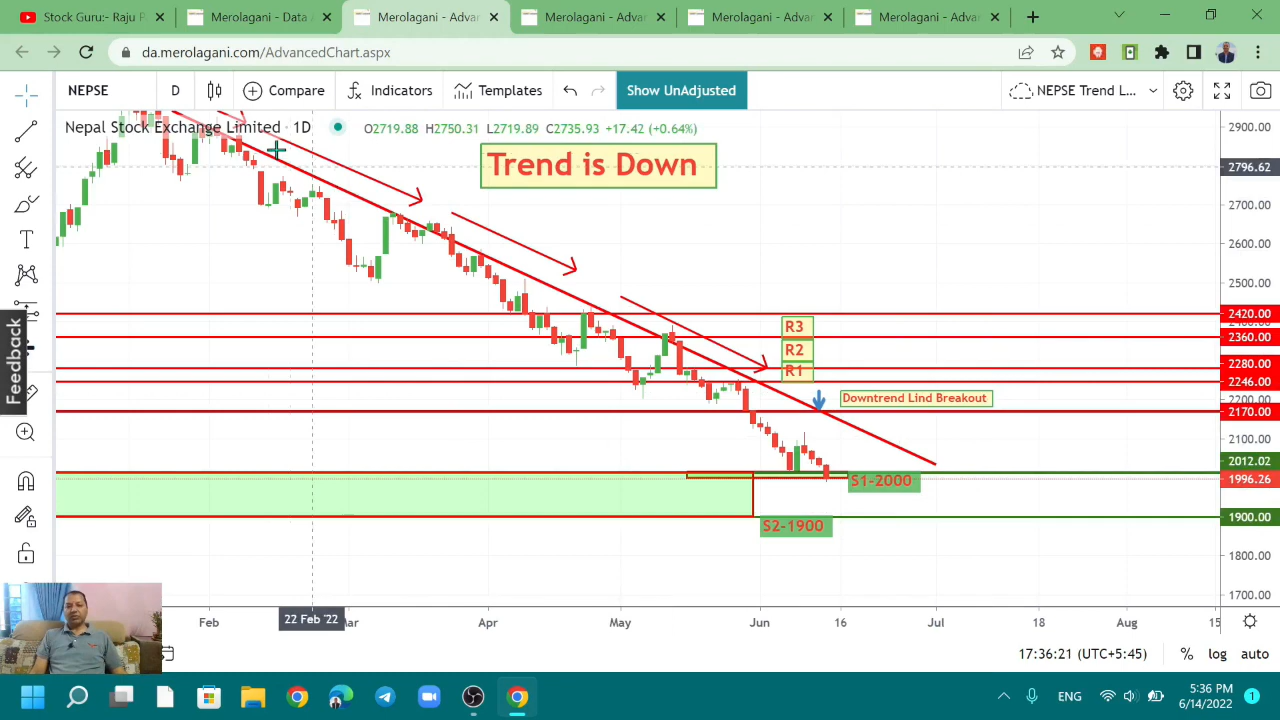 Stock Guru:- Raju P
Merolagani - Data A
Merolagani - Advan
Merolagani - Advan
Merolagani - Advan
Merolagani - Advan
da.merolagani.com/AdvancedChart.aspx
NEPSE D Compare Indicators Templates Show UnAdjusted NEPSE Trend L...
Nepal Stock Exchange Limited · 1D O2719.88 H2750.31 L2719.89 C2735.93 +17.42 (+0.64%)
Trend is Down
2900.00
2796.62
2700.00
2600.00
2500.00
2420.00
2400.00
2360.00
2280.00
2246.00
2200.00
2170.00
2100.00
2012.02
1996.26
1900.00
1800.00
1700.00
R3
R2
R1
Downtrend Lind Breakout
S1-2000
S2-1900
Feedback
Feb 22 Feb '22 Mar Apr May Jun 16 Jul 18 Aug 15
17:36:21 (UTC+5:45) % log auto
ENG
5:36 PM
6/14/2022
1